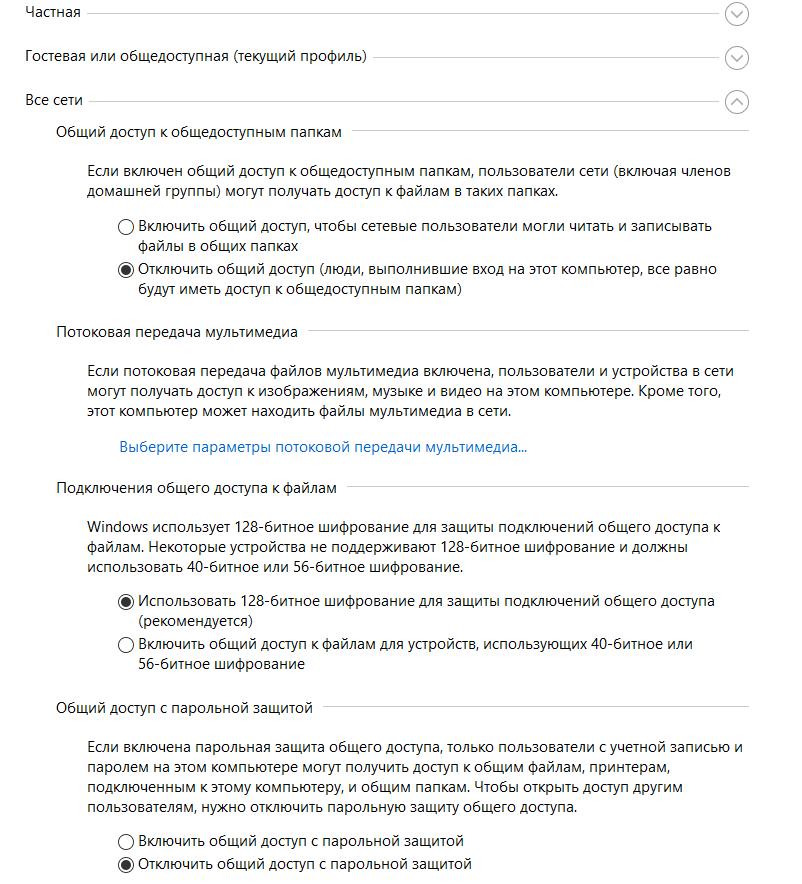 Частная
Гостевая или общедоступная (текущий профиль)
Все сети
Общий доступ к общедоступным папкам
Если включен общий доступ к общедоступным папкам, пользователи сети (включая членов
домашней группы) могут получать доступ к файлам в таких папках.
Включить общий доступ, чтобы сетевые пользователи могли читать и записывать
файлы в общих папках
Отключить общий доступ (люди, выполнившие вход на этот компьютер, все равно
будут иметь доступ к общедоступным папкам)
Потоковая передача мультимедиа
Если потоковая передача файлов мультимедиа включена, пользователи и устройства в сети
могут получать доступ к изображениям, музыке и видео на этом компьютере. Кроме того,
этот компьютер может находить файлы мультимедиа в сети.
Выберите параметры потоковой передачи мультимедиа...
Подключения общего доступа к файлам
Windows использует 128-битное шифрование для защиты подключений общего доступа к
файлам. Некоторые устройства не поддерживают 128-битное шифрование и должны
использовать 40-битное или 56-битное шифрование.
Использовать 128-битное шифрование для защиты подключений общего доступа
(рекомендуется)
Включить общий доступ к файлам для устройств, использующих 40-битное или
56-битное шифрование
Общий доступ с парольной защитой
Если включена парольная защита общего доступа, только пользователи с учетной записью и
паролем на этом компьютере могут получить доступ к общим файлам, принтерам,
подключенным к этому компьютеру, и общим папкам. Чтобы открыть доступ другим
пользователям, нужно отключить парольную защиту общего доступа.
Включить общий доступ с парольной защитой
Отключить общий доступ с парольной защитой